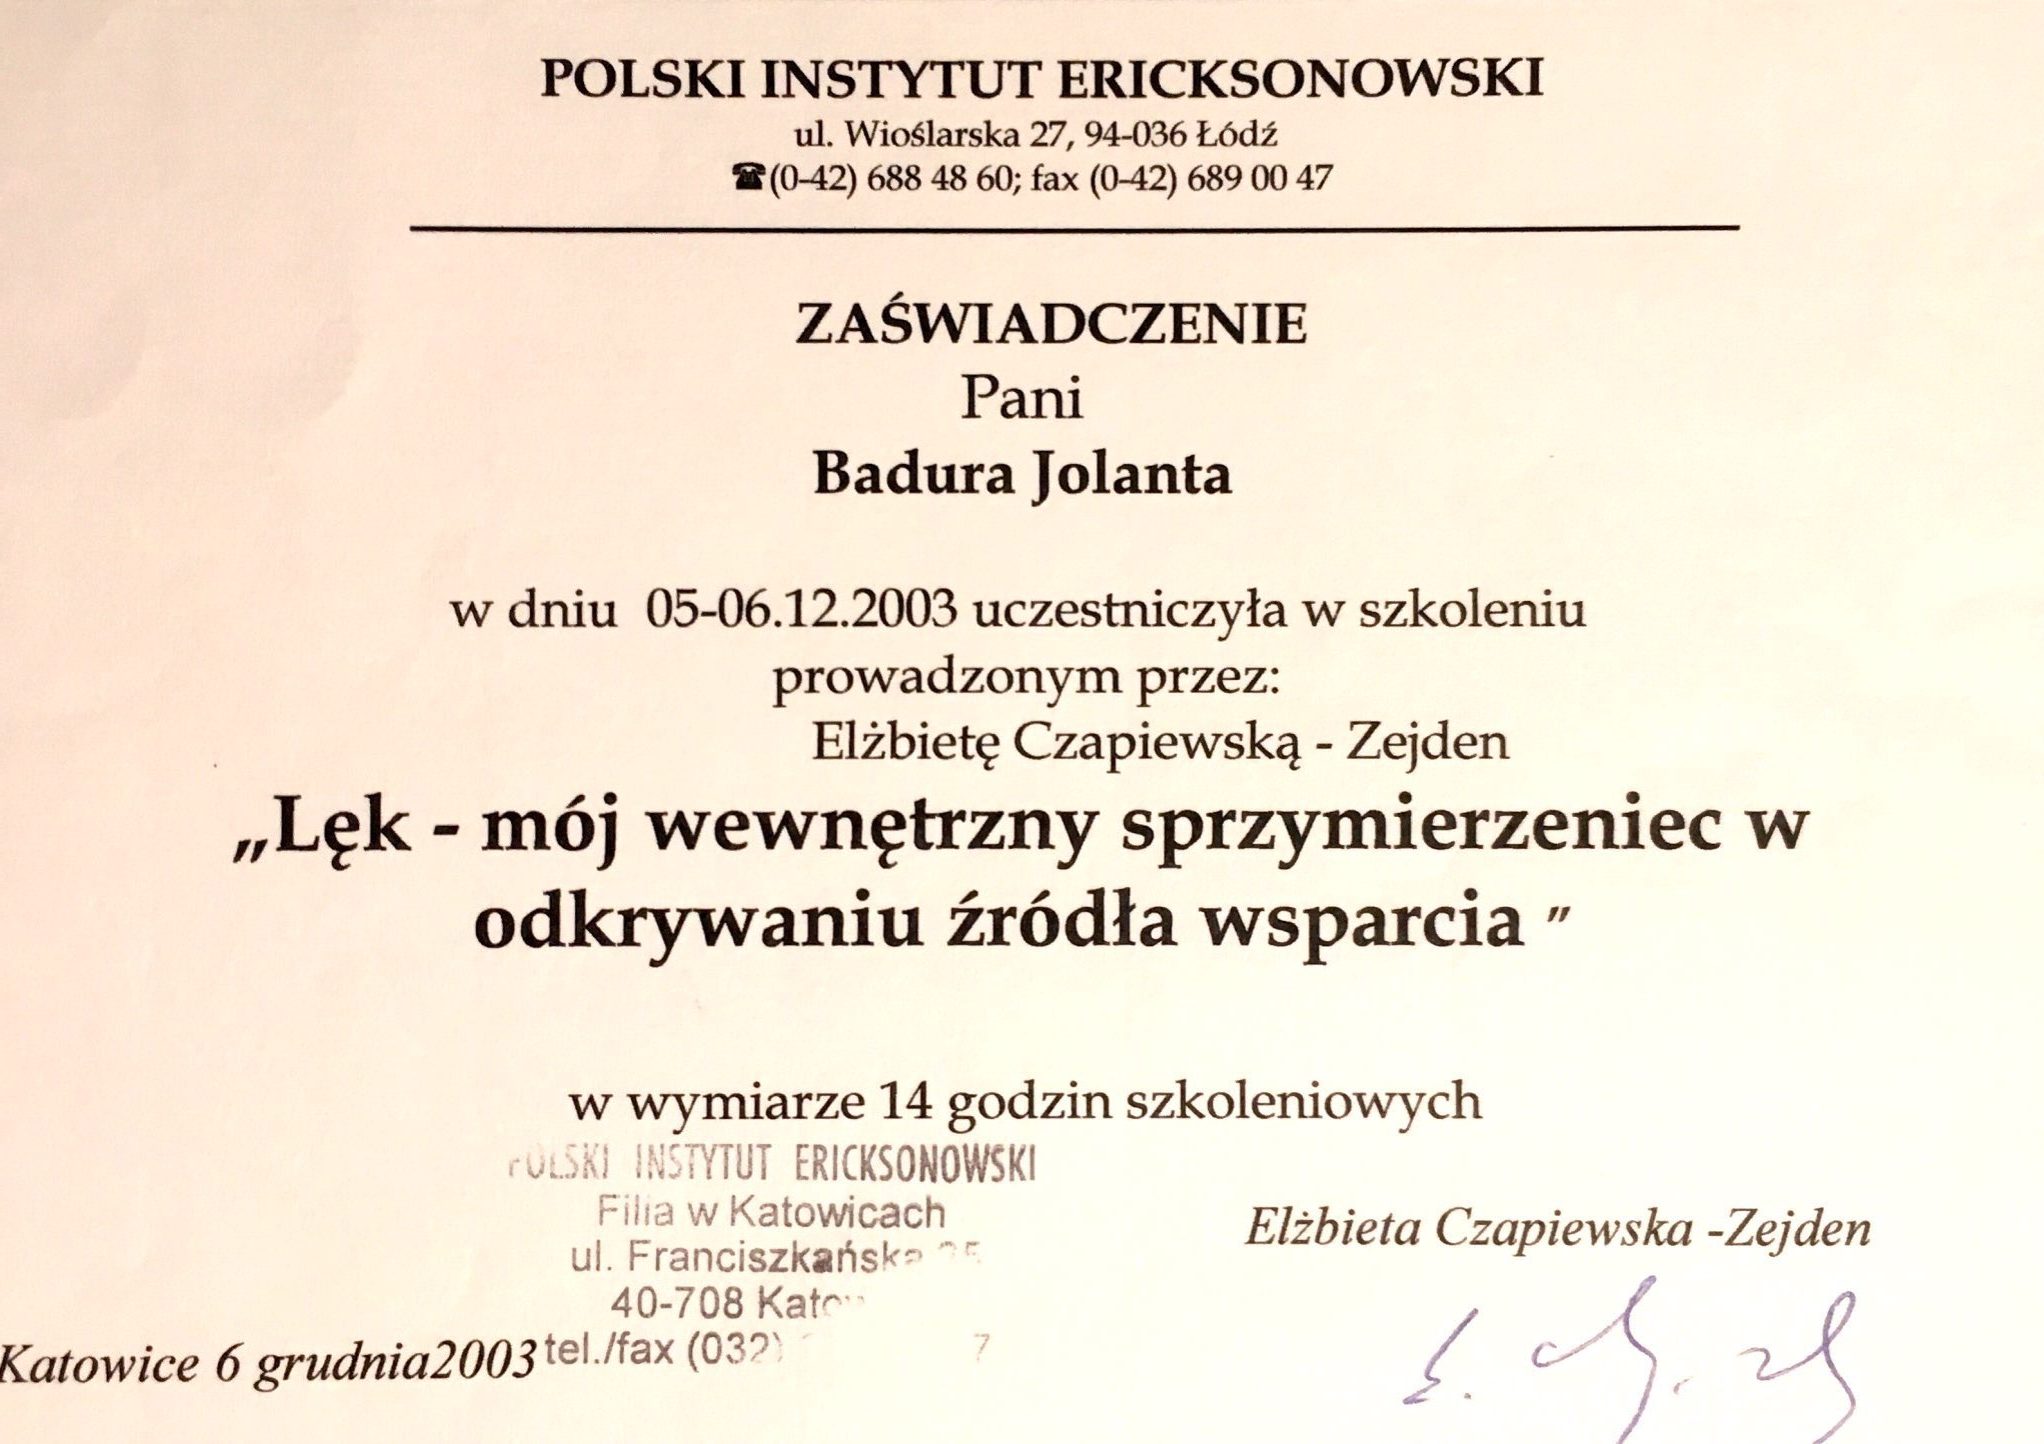 POLSKI INSTYTUT ERICKSONOWSKI
ul. Wioślarska 27, 94-036 Łódź
☎(0-42) 688 48 60; fax (0-42) 689 00 47
ZAŚWIADCZENIE
Pani
Badura Jolanta
w dniu 05-06.12.2003 uczestniczyła w szkoleniu
prowadzonym przez:
Elżbietę Czapiewską - Zejden
„Lęk - mój wewnętrzny sprzymierzeniec w
odkrywaniu źródła wsparcia ”
w wymiarze 14 godzin szkoleniowych
POLSKI INSTYTUT ERICKSONOWSKI
Filia w Katowicach
ul. Franciszkańska
40-708
tel./fax (032)
Elżbieta Czapiewska -Zejden
Katowice 6 grudnia2003